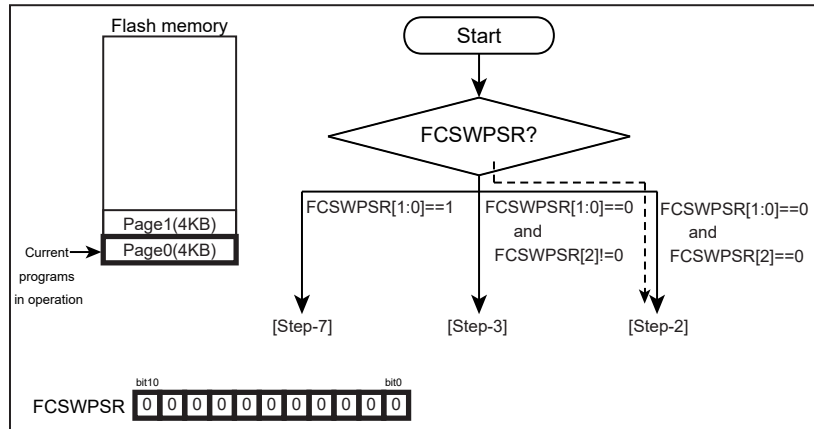 Flash memory
Page1(4KB)
Page0(4KB)
Current
programs
in operation
Start
FCSWPSR?
FCSWPSR[1:0]==1
FCSWPSR[1:0]==0
and
FCSWPSR[2]!=0
FCSWPSR[1:0]==0
and
FCSWPSR[2]==0
[Step-7]
[Step-3]
[Step-2]
bit10 bit0
FCSWPSR 0 0 0 0 0 0 0 0 0 0 0